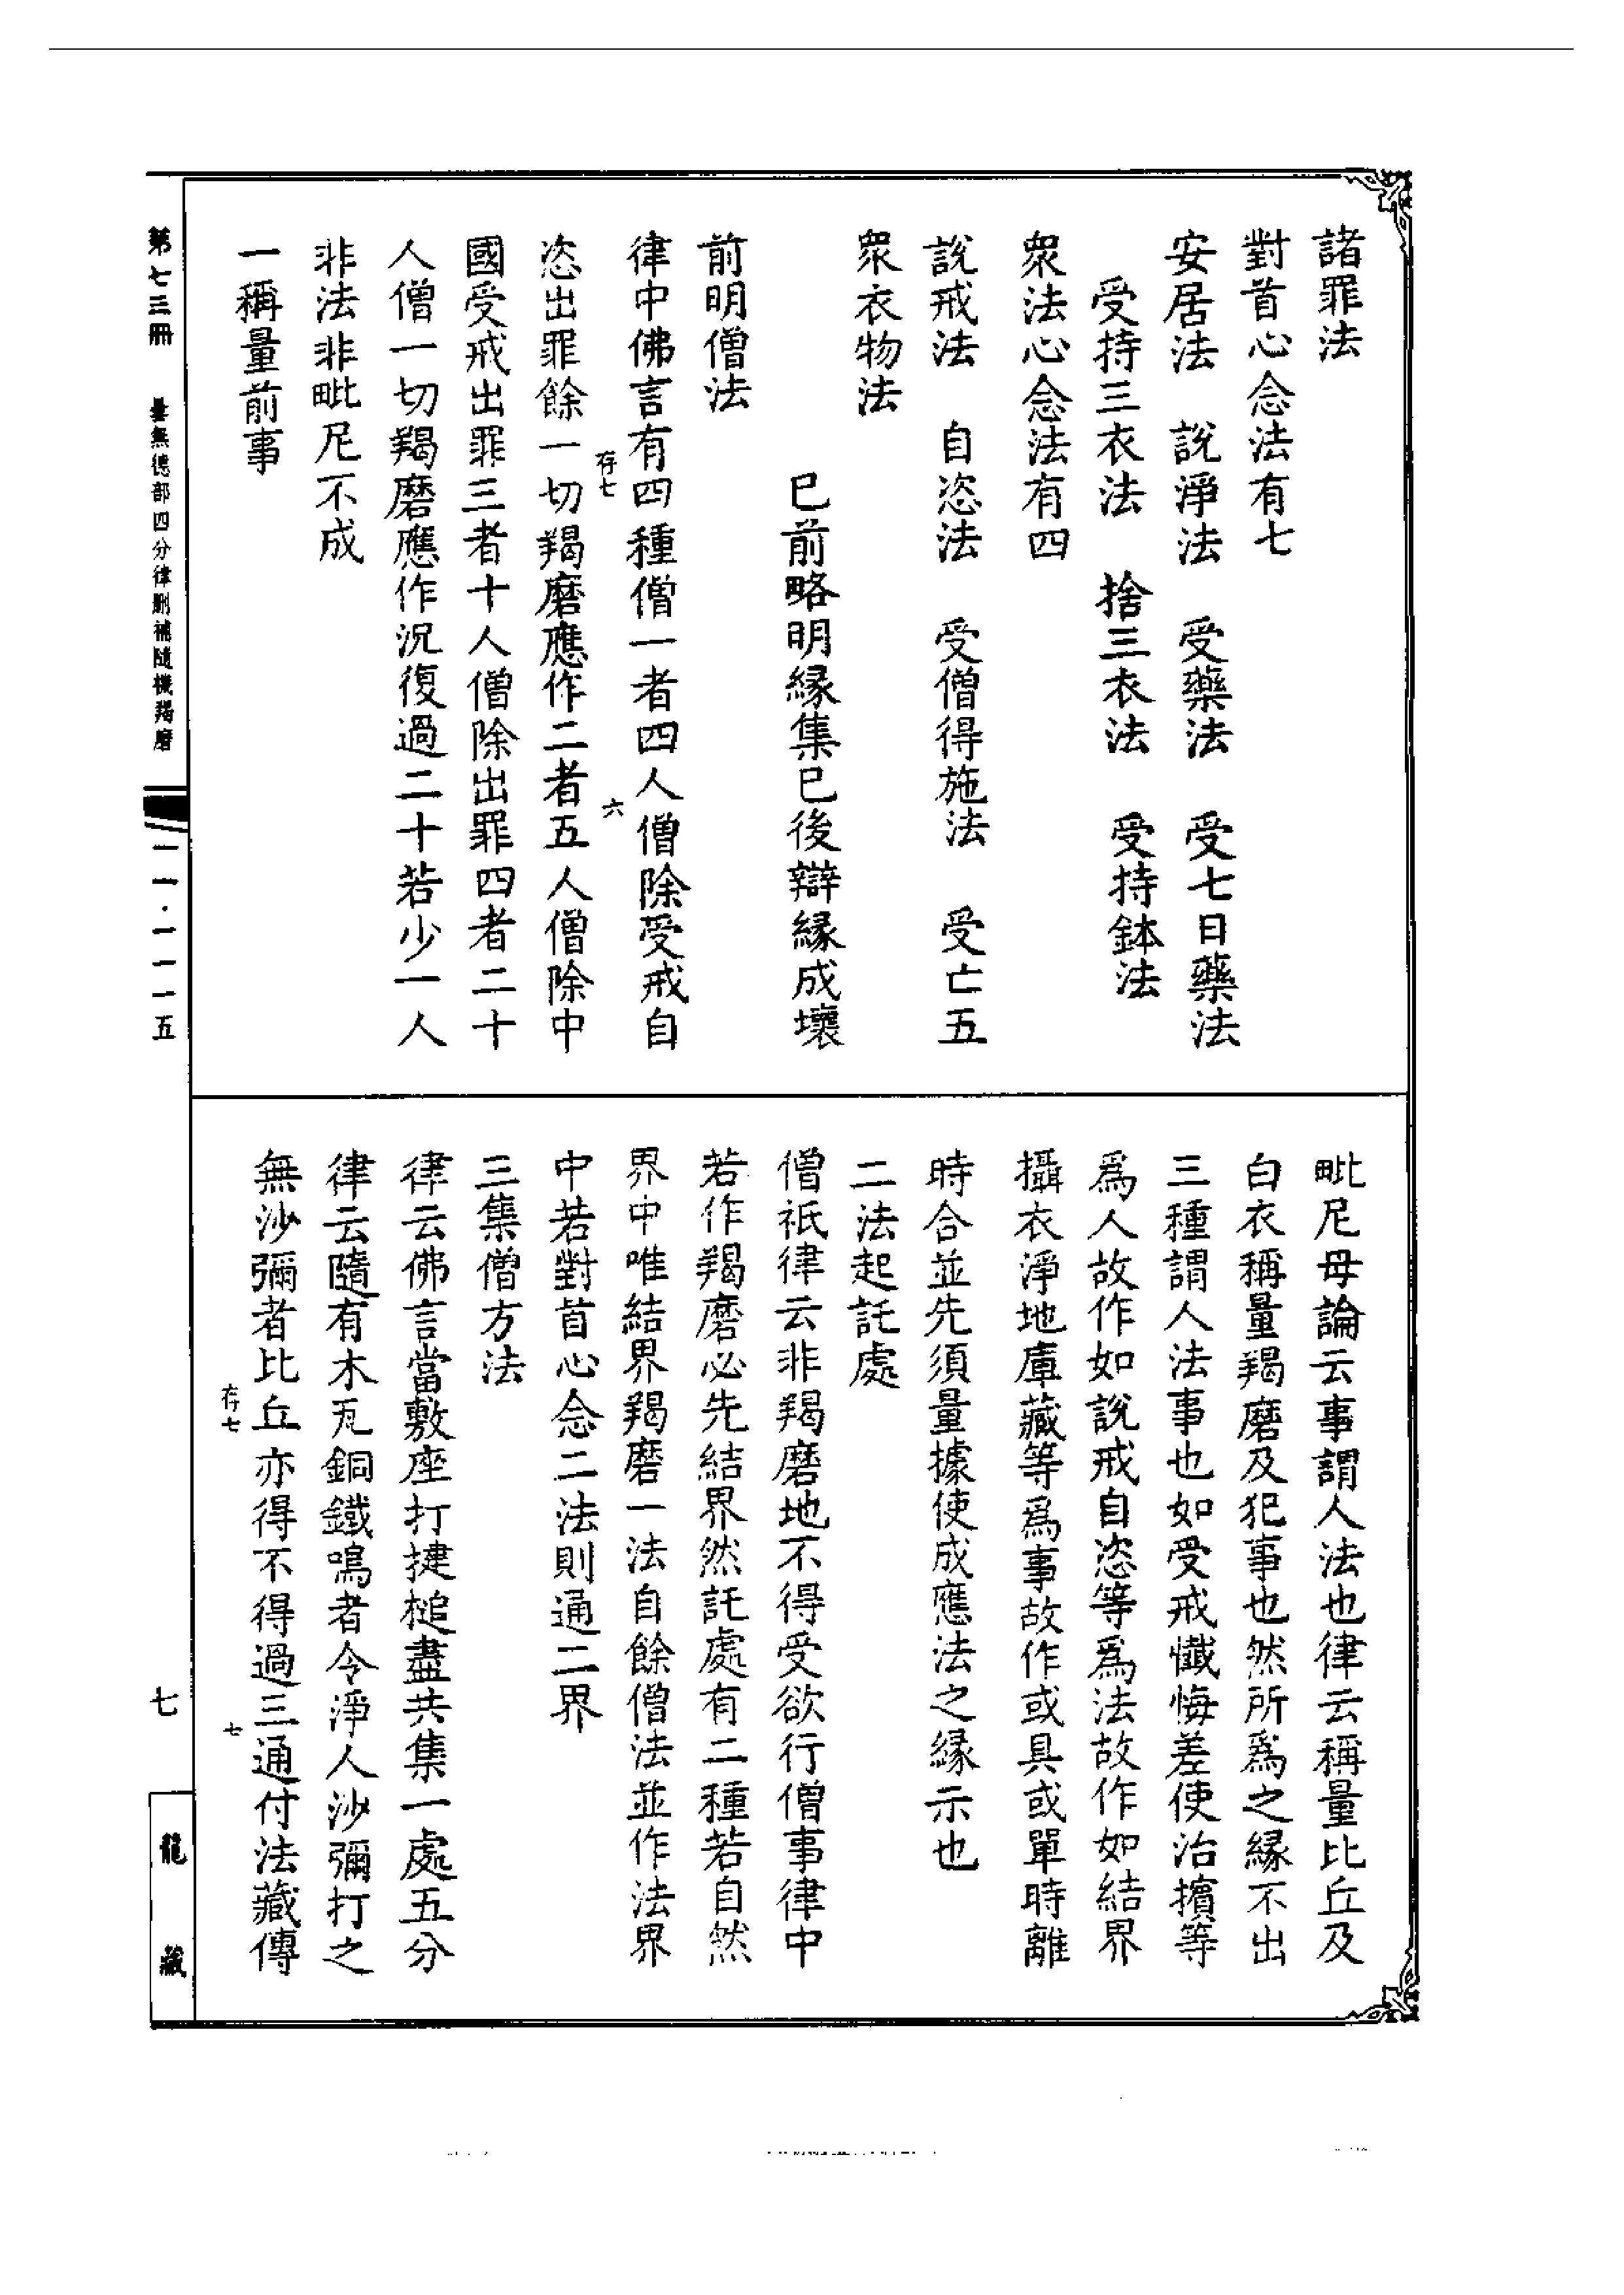 諸罪法
對首心念法有七
安居法　說淨法　受藥法　受七日藥法
受持三衣法　捨三衣法　受持鉢法
衆法心念法有四
說戒法　自恣法　受僧得施法　受亡五
衆衣物法
巳前略明緣集巳後辯緣成壞
前明僧法
律中佛言有四種僧一者四人僧除受戒自
存七　六
恣出罪餘一切羯磨應作二者五人僧除中
國受戒出罪三者十人僧除出罪四者二十
人僧一切羯磨應作況復過二十若少一人
非法非毗尼不成
一稱量前事
毗尼母論云事謂人法也律云稱量比丘及
白衣稱量羯磨及犯事也然所爲之緣不出
三種謂人法事也如受戒懺悔差使治擯等
爲人故作如說戒自恣等爲法故作如結界
攝衣淨地庫藏等爲事故作或具或單時離
時合並先須量據使成應法之緣示也
二法起託處
僧祇律云非羯磨地不得受欲行僧事律中
若作羯磨必先結界然託處有二種若自然
界中唯結界羯磨一法自餘僧法並作法界
中若對首心念二法則通二界
三集僧方法
律云佛言當敷座打揵槌盡共集一處五分
律云隨有木瓦銅鐵鳴者令淨人沙彌打之
無沙彌者比丘亦得不得過三通付法藏傳
存七　七
第七三冊　曇無德部四分律刪補隨機羯磨
一一·一一一五
七
龍藏